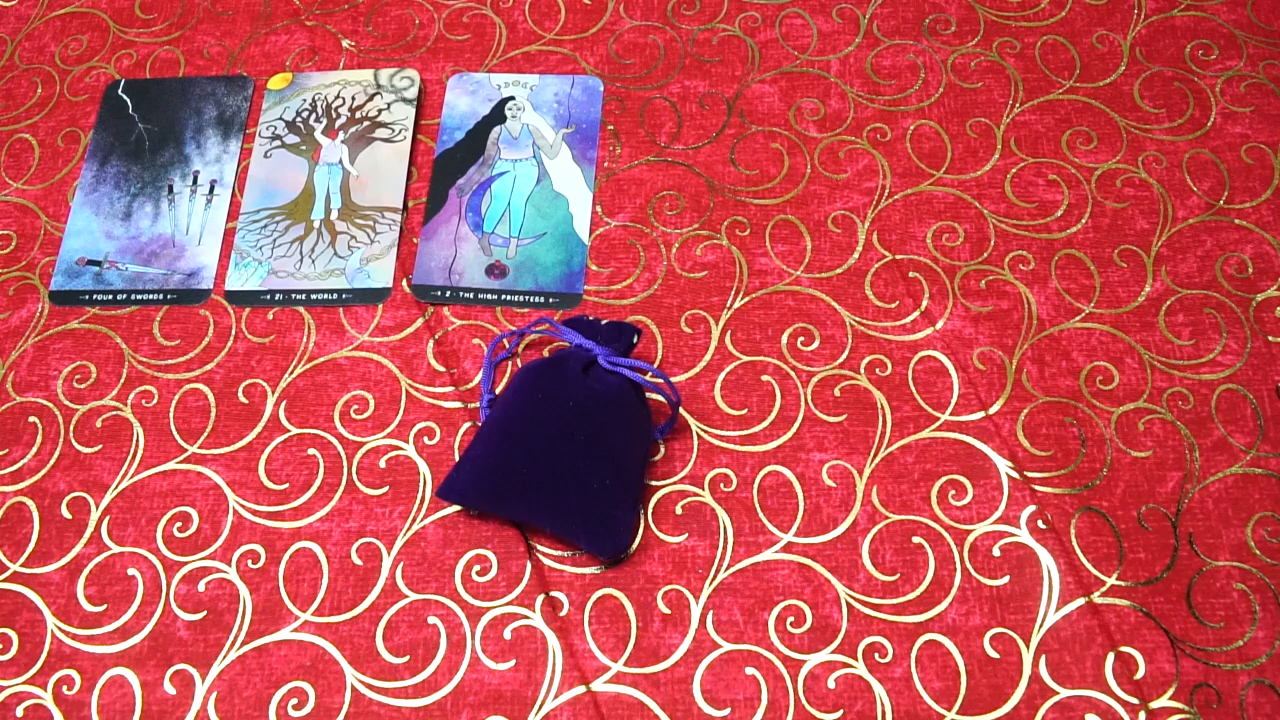 FOUR OF SWORDS
21 - THE WORLD
2 - THE HIGH PRIESTESS